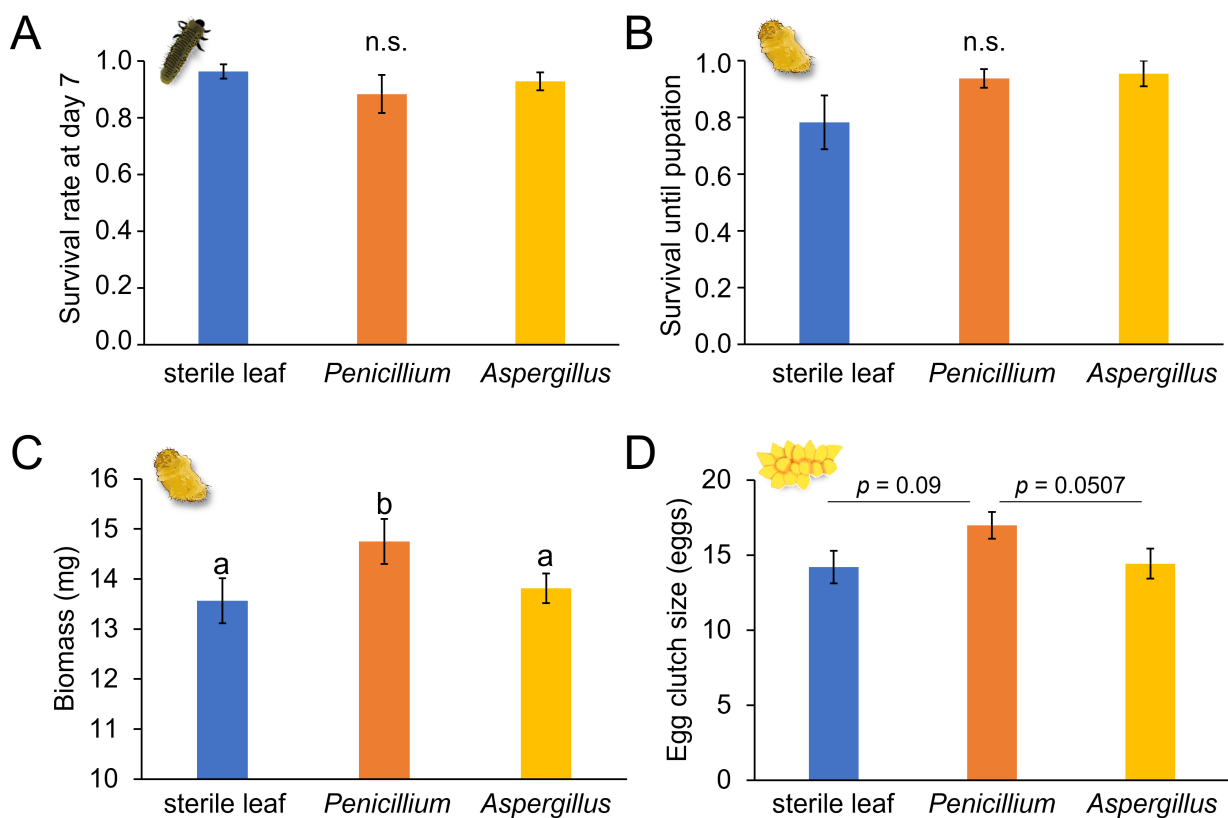 A
n.s.
Survival rate at day 7
1.0
0.8
0.6
0.4
0.2
0.0
sterile leaf
Penicillium
Aspergillus
B
n.s.
Survival until pupation
1.0
0.8
0.6
0.4
0.2
0.0
sterile leaf
Penicillium
Aspergillus
C
Biomass (mg)
16
15
14
13
12
11
10
a
b
a
sterile leaf
Penicillium
Aspergillus
D
p = 0.09
p = 0.0507
Egg clutch size (eggs)
20
15
10
5
0
sterile leaf
Penicillium
Aspergillus